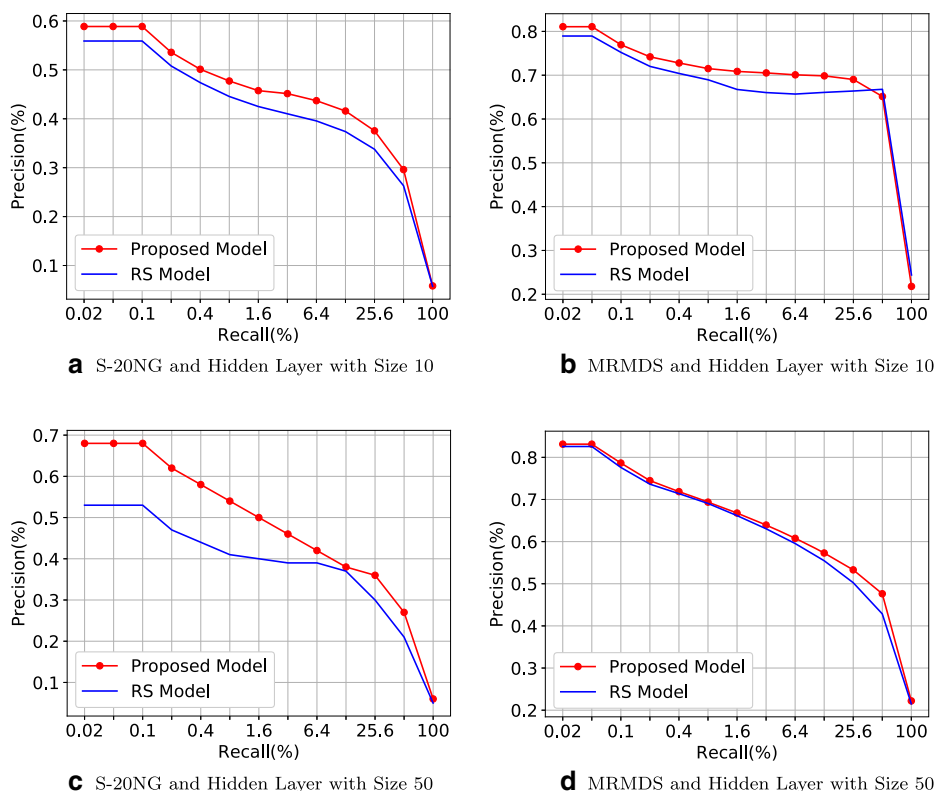 0.6
0.5
0.4
0.3
0.2
0.1
Precision(%)
Proposed Model
RS Model
0.02 0.1 0.4 1.6 6.4 25.6 100
Recall(%)
a S-20NG and Hidden Layer with Size 10
0.8
0.7
0.6
0.5
0.4
0.3
0.2
Precision(%)
Proposed Model
RS Model
0.02 0.1 0.4 1.6 6.4 25.6 100
Recall(%)
b MRMDS and Hidden Layer with Size 10
0.7
0.6
0.5
0.4
0.3
0.2
0.1
Precision(%)
Proposed Model
RS Model
0.02 0.1 0.4 1.6 6.4 25.6 100
Recall(%)
c S-20NG and Hidden Layer with Size 50
0.8
0.7
0.6
0.5
0.4
0.3
0.2
Precision(%)
Proposed Model
RS Model
0.02 0.1 0.4 1.6 6.4 25.6 100
Recall(%)
d MRMDS and Hidden Layer with Size 50